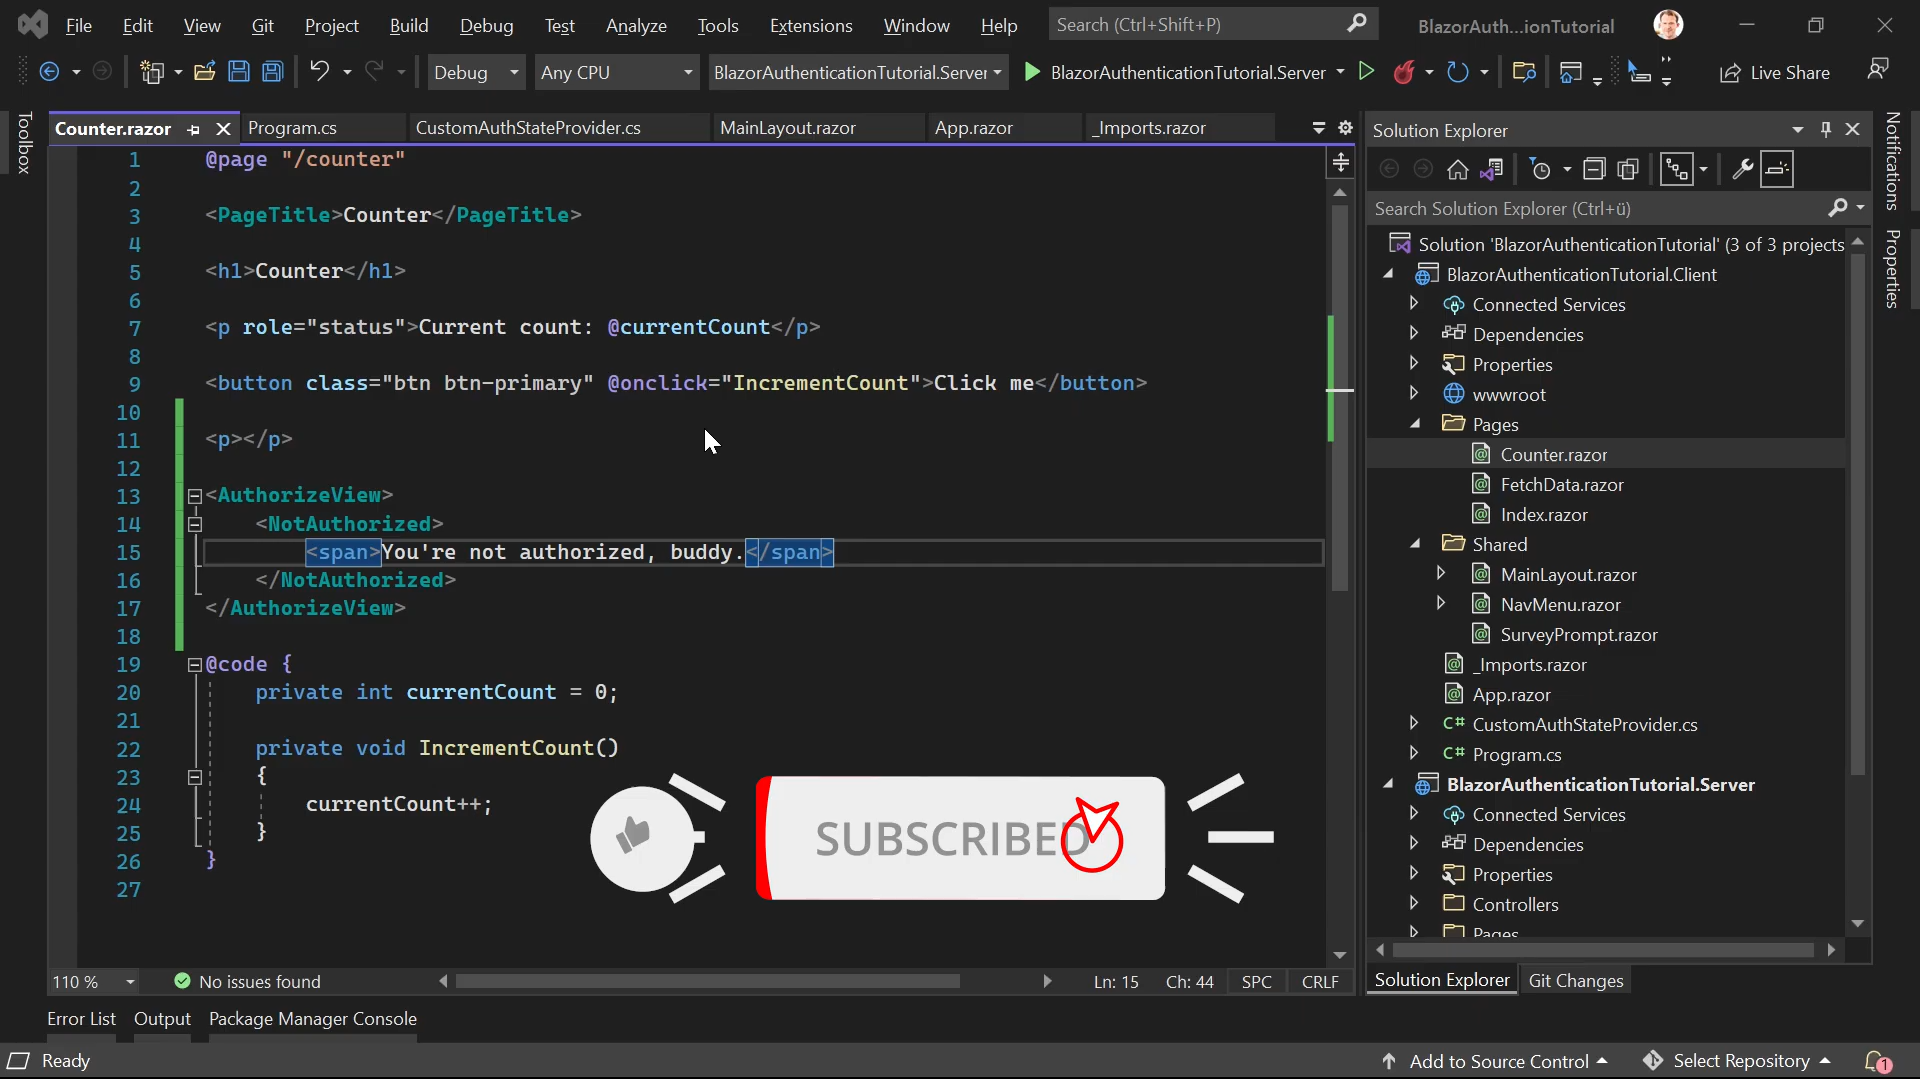 File Edit View Git Project Build Debug Test Analyze Tools Extensions Window Help Search (Ctrl+Shift+P) BlazorAuth...ionTutorial
Debug Any CPU BlazorAuthenticationTutorial.Server BlazorAuthenticationTutorial.Server Live Share
Toolbox
Counter.razor Program.cs CustomAuthStateProvider.cs MainLayout.razor App.razor _Imports.razor
1 @page "/counter"
2
3 <PageTitle>Counter</PageTitle>
4
5 <h1>Counter</h1>
6
7 <p role="status">Current count: @currentCount</p>
8
9 <button class="btn btn-primary" @onclick="IncrementCount">Click me</button>
10
11 <p></p>
12
13 <AuthorizeView>
14 <NotAuthorized>
15 <span>You're not authorized, buddy.</span>
16 </NotAuthorized>
17 </AuthorizeView>
18
19 @code {
20 private int currentCount = 0;
21
22 private void IncrementCount()
23 {
24 currentCount++;
25 }
26 }
27
SUBSCRIBED
110 % No issues found Ln: 15 Ch: 44 SPC CRLF
Solution Explorer
Search Solution Explorer (Ctrl+ü)
Solution 'BlazorAuthenticationTutorial' (3 of 3 projects
BlazorAuthenticationTutorial.Client
Connected Services
Dependencies
Properties
wwwroot
Pages
Counter.razor
FetchData.razor
Index.razor
Shared
MainLayout.razor
NavMenu.razor
SurveyPrompt.razor
_Imports.razor
App.razor
C# CustomAuthStateProvider.cs
C# Program.cs
BlazorAuthenticationTutorial.Server
Connected Services
Dependencies
Properties
Controllers
Pages
Solution Explorer Git Changes
Notifications
Properties
Error List Output Package Manager Console
Ready Add to Source Control Select Repository 1